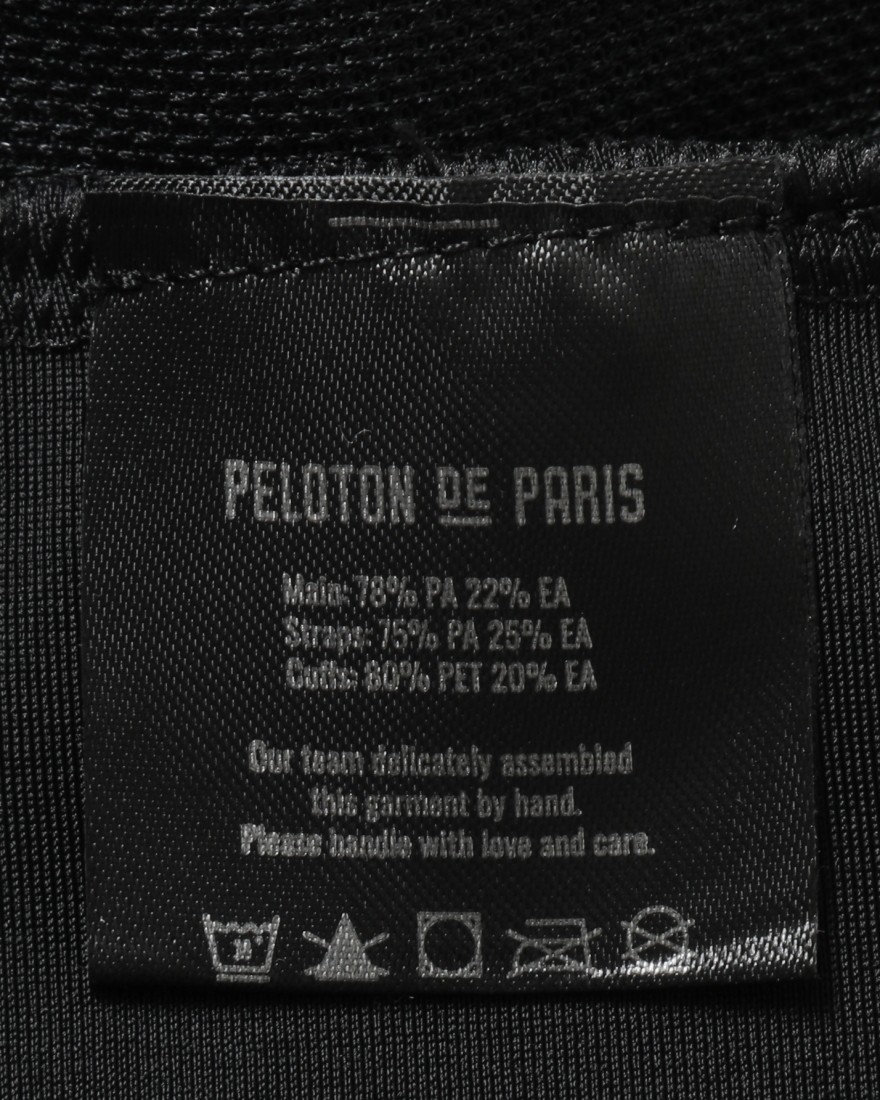 PELOTON DE PARIS
Main: 78% PA 22% EA
Straps: 75% PA 25% EA
Cuffs: 80% PET 20% EA
Our team delicately assembled
this garment by hand.
Please handle with love and care.